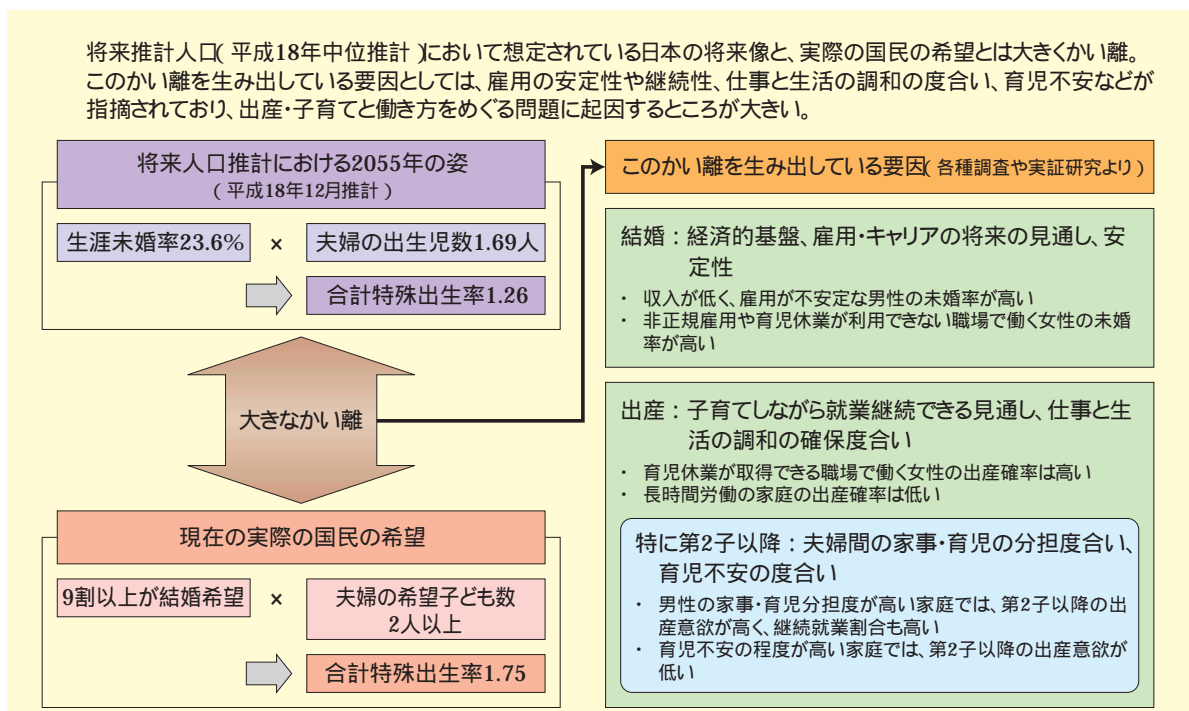 将来推計人口(平成18年中位推計)において想定されている日本の将来像と、実際の国民の希望とは大きくかい離。
このかい離を生み出している要因としては、雇用の安定性や継続性、仕事と生活の調和の度合い、育児不安などが
指摘されており、出産・子育てと働き方をめぐる問題に起因するところが大きい。
将来人口推計における2055年の姿
(平成18年12月推計)
生涯未婚率23.6% × 夫婦の出生児数1.69人
合計特殊出生率1.26
大きなかい離
現在の実際の国民の希望
9割以上が結婚希望 × 夫婦の希望子ども数
2人以上
合計特殊出生率1.75
このかい離を生み出している要因(各種調査や実証研究より)
結婚：経済的基盤、雇用・キャリアの将来の見通し、安
定性
・ 収入が低く、雇用が不安定な男性の未婚率が高い
・ 非正規雇用や育児休業が利用できない職場で働く女性の未婚
率が高い
出産：子育てしながら就業継続できる見通し、仕事と生
活の調和の確保度合い
・ 育児休業が取得できる職場で働く女性の出産確率は高い
・ 長時間労働の家庭の出産確率は低い
特に第2子以降：夫婦間の家事・育児の分担度合い、
育児不安の度合い
・ 男性の家事・育児分担度が高い家庭では、第2子以降の出
産意欲が高く、継続就業割合も高い
・ 育児不安の程度が高い家庭では、第2子以降の出産意欲が
低い